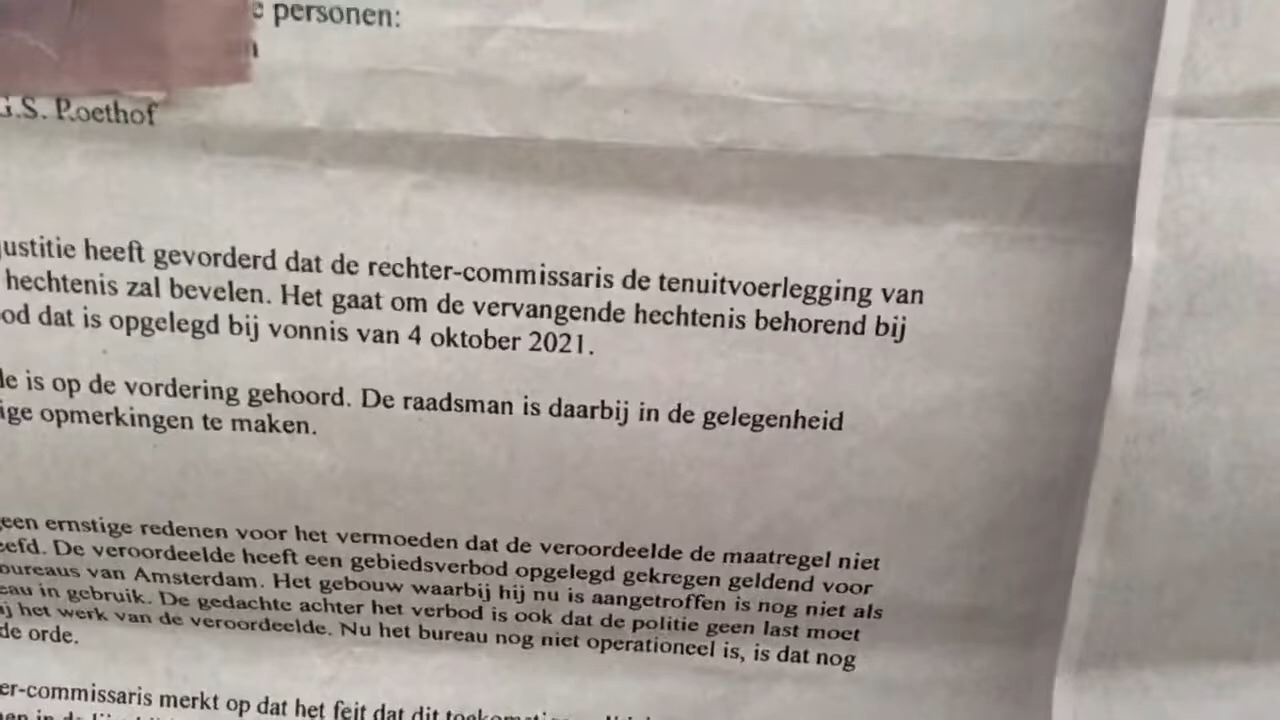 personen:
G.S. Roethof
justitie heeft gevorderd dat de rechter-commissaris de tenuitvoerlegging van
hechtenis zal bevelen. Het gaat om de vervangende hechtenis behorend bij
od dat is opgelegd bij vonnis van 4 oktober 2021.
le is op de vordering gehoord. De raadsman is daarbij in de gelegenheid
ige opmerkingen te maken.
geen ernstige redenen voor het vermoeden dat de veroordeelde de maatregel niet
eefd. De veroordeelde heeft een gebiedsverbod opgelegd gekregen geldend voor
bureaus van Amsterdam. Het gebouw waarbij hij nu is aangetroffen is nog niet als
eau in gebruik. De gedachte achter het verbod is ook dat de politie geen last moet
ij het werk van de veroordeelde. Nu het bureau nog niet operationeel is, is dat nog
de orde.
er-commissaris merkt op dat het feit dat dit